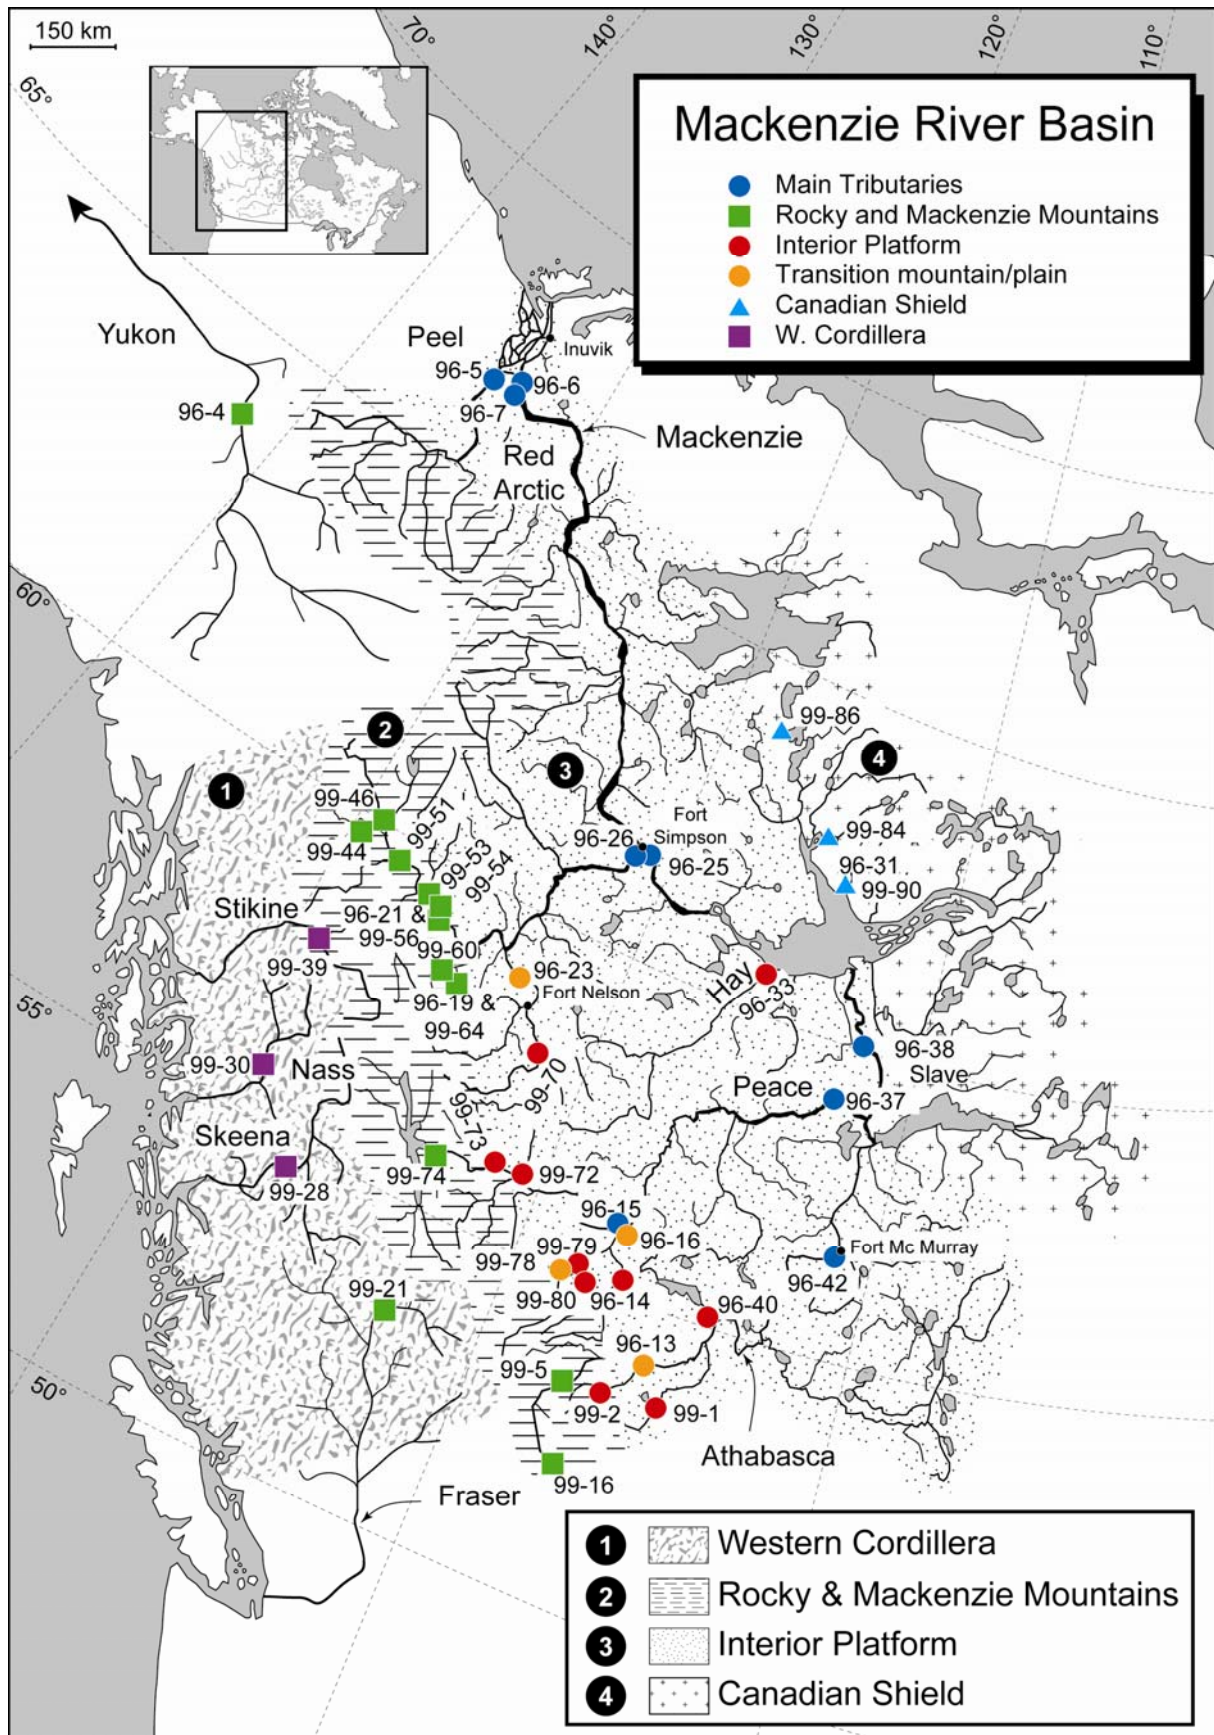 150 km
70°
140°
130°
120°
110°
65°
Mackenzie River Basin
Main Tributaries
Rocky and Mackenzie Mountains
Interior Platform
Transition mountain/plain
Canadian Shield
W. Cordillera
Yukon
Peel
Inuvik
96-5
96-6
96-4
96-7
Mackenzie
Red
Arctic
60°
99-86
2
4
3
1
99-46
99-51
Fort
Simpson
99-44
99-53
96-26
99-84
99-54
96-25
96-31
99-90
Stikine
96-21 &
99-56
99-60
99-39
96-23
Hay
96-33
Fort Nelson
96-19 &
99-64
55°
96-38
Slave
99-30
Nass
99-70
Peace
96-37
99-73
Skeena
99-74
99-72
99-28
96-15
96-16
Fort Mc Murray
99-79
99-78
96-42
99-21
99-80
96-14
96-40
96-13
99-5
50°
99-2
99-1
Athabasca
99-16
Fraser
1 Western Cordillera
2 Rocky & Mackenzie Mountains
3 Interior Platform
4 Canadian Shield